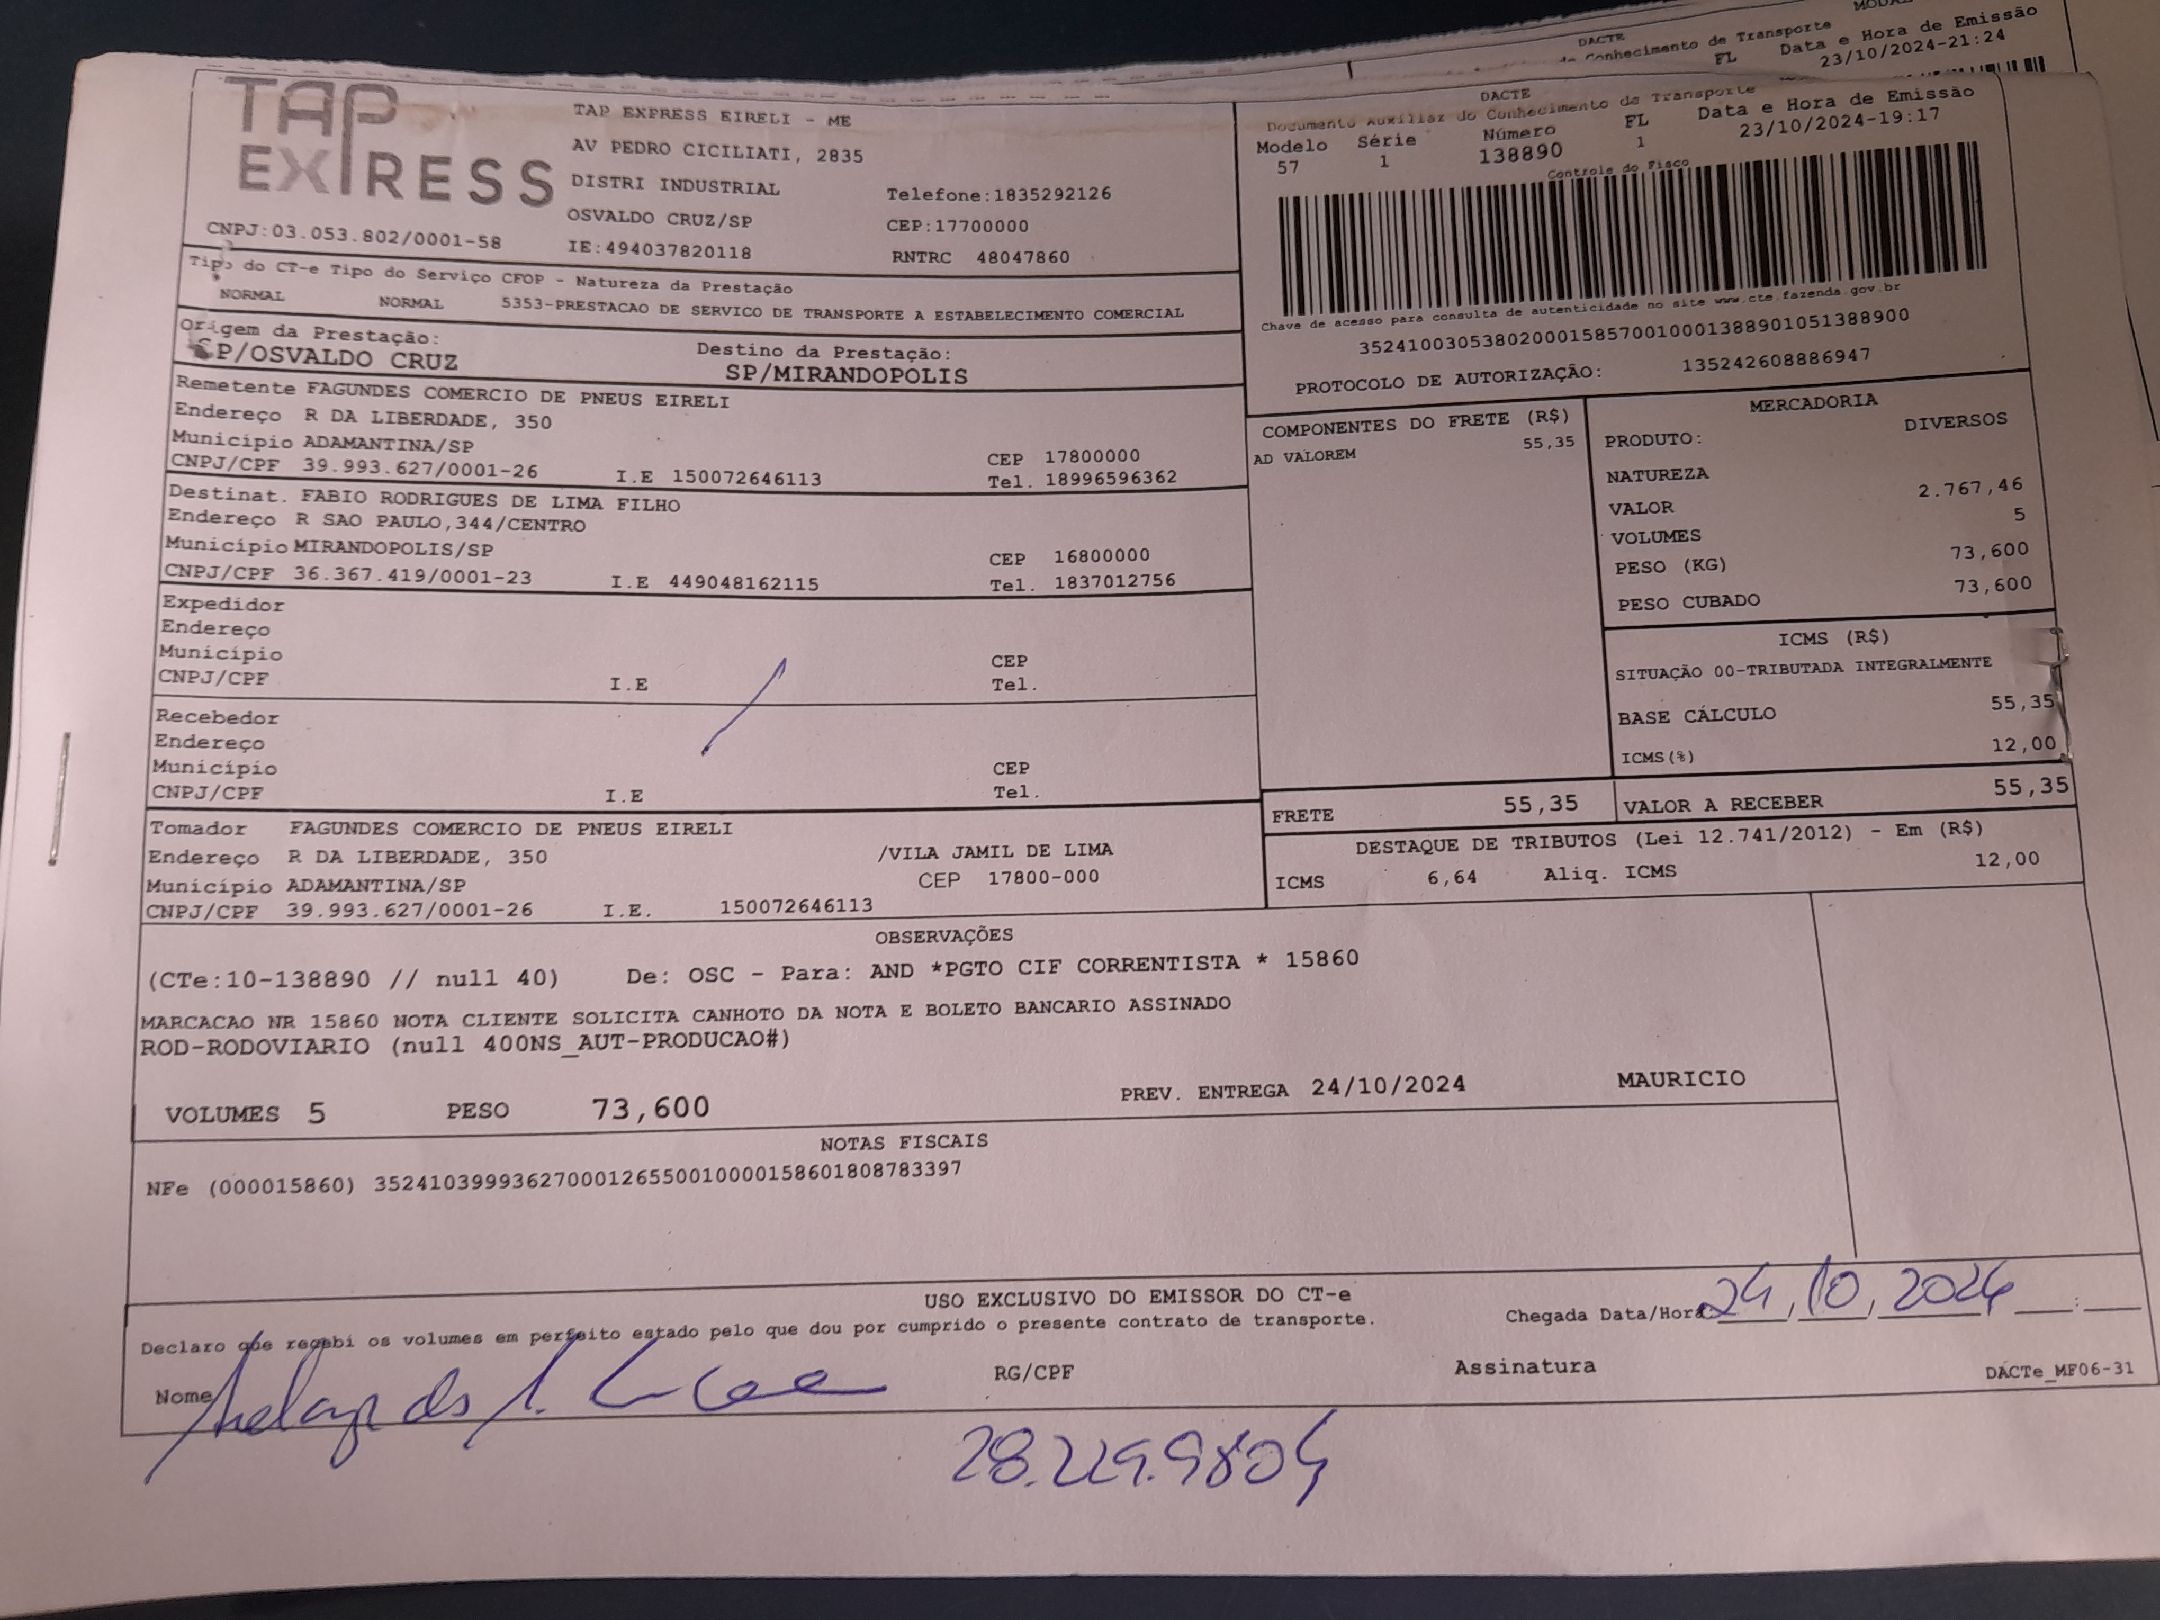 DACTE
Conhecimento de Transporte
FL Data e Hora de Emissão
23/10/2024-21:24
TAP
EXPRESS
CNPJ:03.053.802/0001-58
TAP EXPRESS EIRELI - ME
AV PEDRO CICILIATI, 2835
DISTRI INDUSTRIAL Telefone:1835292126
OSVALDO CRUZ/SP CEP:17700000
IE:494037820118 RNTRC 48047860
DACTE
Documento Auxiliar do Conhecimento de Transporte
Modelo Série Número FL Data e Hora de Emissão
57 1 138890 1 23/10/2024-19:17
Controle do Fisco
Chave de acesso para consulta de autenticidade no site www.cte.fazenda.gov.br
35241003053802000158570010001388901051388900
PROTOCOLO DE AUTORIZAÇÃO: 135242608886947
Tipo do CT-e Tipo do Serviço CFOP - Natureza da Prestação
NORMAL NORMAL 5353-PRESTACAO DE SERVICO DE TRANSPORTE A ESTABELECIMENTO COMERCIAL
Origem da Prestação: Destino da Prestação:
SP/OSVALDO CRUZ SP/MIRANDOPOLIS
Remetente FAGUNDES COMERCIO DE PNEUS EIRELI
Endereço R DA LIBERDADE, 350
Município ADAMANTINA/SP CEP 17800000
CNPJ/CPF 39.993.627/0001-26 I.E 150072646113 Tel. 18996596362
Destinat. FABIO RODRIGUES DE LIMA FILHO
Endereço R SAO PAULO,344/CENTRO
Município MIRANDOPOLIS/SP CEP 16800000
CNPJ/CPF 36.367.419/0001-23 I.E 449048162115 Tel. 1837012756
Expedidor
Endereço
Município CEP
CNPJ/CPF I.E Tel.
Recebedor
Endereço
Município CEP
CNPJ/CPF I.E Tel.
Tomador FAGUNDES COMERCIO DE PNEUS EIRELI
Endereço R DA LIBERDADE, 350 /VILA JAMIL DE LIMA
Município ADAMANTINA/SP CEP 17800-000
CNPJ/CPF 39.993.627/0001-26 I.E. 150072646113
COMPONENTES DO FRETE (R$)
55,35
AD VALOREM
MERCADORIA
PRODUTO: DIVERSOS
NATUREZA
VALOR 2.767,46
VOLUMES 5
PESO (KG) 73,600
PESO CUBADO 73,600
ICMS (R$)
SITUAÇÃO 00-TRIBUTADA INTEGRALMENTE
BASE CÁLCULO 55,35
ICMS(%) 12,00
FRETE 55,35 VALOR A RECEBER 55,35
DESTAQUE DE TRIBUTOS (Lei 12.741/2012) - Em (R$)
ICMS 6,64 Aliq. ICMS 12,00
OBSERVAÇÕES
(CTe:10-138890 // null 40) De: OSC - Para: AND *PGTO CIF CORRENTISTA * 15860
MARCACAO NR 15860 NOTA CLIENTE SOLICITA CANHOTO DA NOTA E BOLETO BANCARIO ASSINADO
ROD-RODOVIARIO (null 400NS_AUT-PRODUCAO#)
VOLUMES 5 PESO 73,600 PREV. ENTREGA 24/10/2024 MAURICIO
NOTAS FISCAIS
NFe (000015860) 35241039993627000126550010000158601808783397
USO EXCLUSIVO DO EMISSOR DO CT-e
Declaro que recebi os volumes em perfeito estado pelo que dou por cumprido o presente contrato de transporte.
Chegada Data/Hora: 24,10,2024 __:__
Nome RG/CPF Assinatura DACTe_MF06-31
28.229.9804